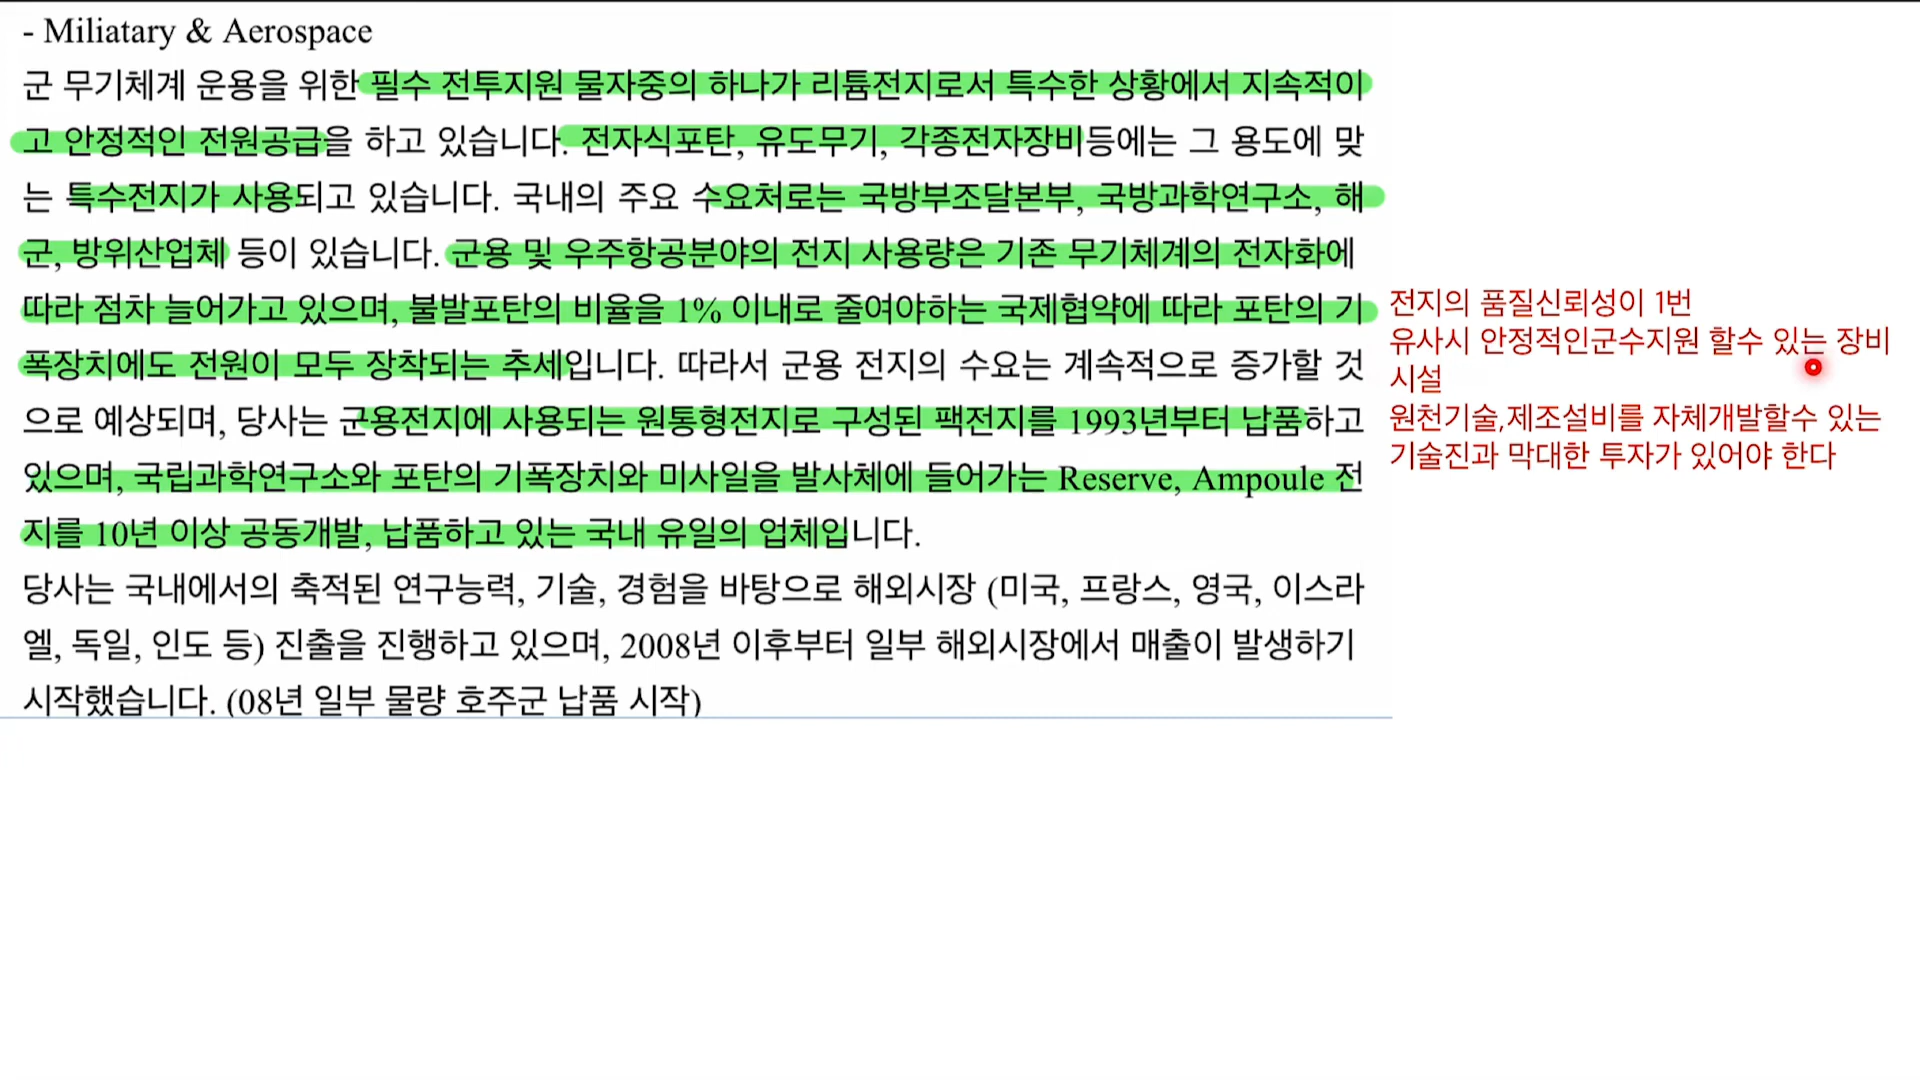 - Miliatary & Aerospace
군 무기체계 운용을 위한 필수 전투지원 물자중의 하나가 리튬전지로서 특수한 상황에서 지속적이
고 안정적인 전원공급을 하고 있습니다. 전자식포탄, 유도무기, 각종전자장비등에는 그 용도에 맞
는 특수전지가 사용되고 있습니다. 국내의 주요 수요처로는 국방부조달본부, 국방과학연구소, 해
군, 방위산업체 등이 있습니다. 군용 및 우주항공분야의 전지 사용량은 기존 무기체계의 전자화에
따라 점차 늘어가고 있으며, 불발포탄의 비율을 1% 이내로 줄여야하는 국제협약에 따라 포탄의 기
폭장치에도 전원이 모두 장착되는 추세입니다. 따라서 군용 전지의 수요는 계속적으로 증가할 것
으로 예상되며, 당사는 군용전지에 사용되는 원통형전지로 구성된 팩전지를 1993년부터 납품하고
있으며, 국립과학연구소와 포탄의 기폭장치와 미사일을 발사체에 들어가는 Reserve, Ampoule 전
지를 10년 이상 공동개발, 납품하고 있는 국내 유일의 업체입니다.
당사는 국내에서의 축적된 연구능력, 기술, 경험을 바탕으로 해외시장 (미국, 프랑스, 영국, 이스라
엘, 독일, 인도 등) 진출을 진행하고 있으며, 2008년 이후부터 일부 해외시장에서 매출이 발생하기
시작했습니다. (08년 일부 물량 호주군 납품 시작)
전지의 품질신뢰성이 1번
유사시 안정적인군수지원 할수 있는 장비
시설
원천기술,제조설비를 자체개발할수 있는
기술진과 막대한 투자가 있어야 한다